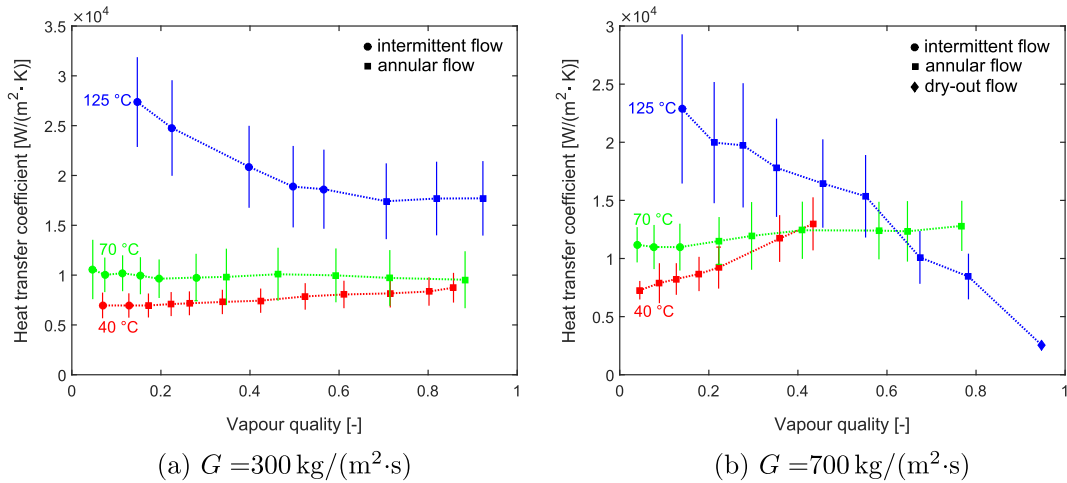 ×10⁴
3.5
3
2.5
2
1.5
1
0.5
0
0 0.2 0.4 0.6 0.8 1
Heat transfer coefficient [W/(m²· K)]
Vapour quality [-]
intermittent flow
annular flow
125 °C
70 °C
40 °C
(a) G =300 kg/(m²·s)
×10⁴
3
2.5
2
1.5
1
0.5
0
0 0.2 0.4 0.6 0.8 1
Heat transfer coefficient [W/(m²· K)]
Vapour quality [-]
intermittent flow
annular flow
dry-out flow
125 °C
70 °C
40 °C
(b) G =700 kg/(m²·s)